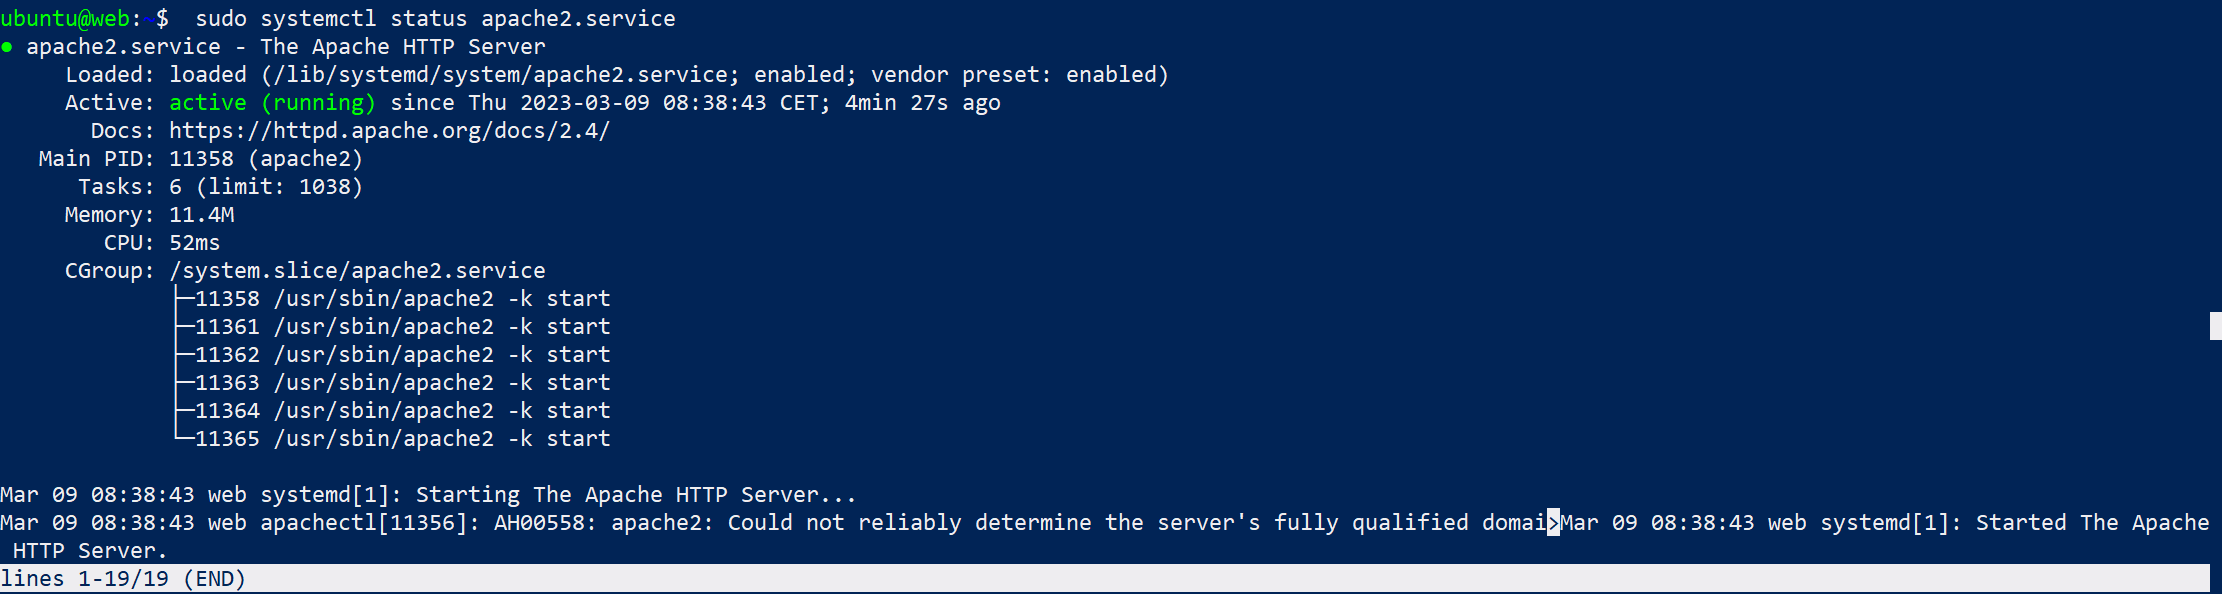 ubuntu@web:~$  sudo systemctl status apache2.service
● apache2.service - The Apache HTTP Server
     Loaded: loaded (/lib/systemd/system/apache2.service; enabled; vendor preset: enabled)
     Active: active (running) since Thu 2023-03-09 08:38:43 CET; 4min 27s ago
       Docs: https://httpd.apache.org/docs/2.4/
   Main PID: 11358 (apache2)
      Tasks: 6 (limit: 1038)
     Memory: 11.4M
        CPU: 52ms
     CGroup: /system.slice/apache2.service
             ├─11358 /usr/sbin/apache2 -k start
             ├─11361 /usr/sbin/apache2 -k start
             ├─11362 /usr/sbin/apache2 -k start
             ├─11363 /usr/sbin/apache2 -k start
             ├─11364 /usr/sbin/apache2 -k start
             └─11365 /usr/sbin/apache2 -k start

Mar 09 08:38:43 web systemd[1]: Starting The Apache HTTP Server...
Mar 09 08:38:43 web apachectl[11356]: AH00558: apache2: Could not reliably determine the server's fully qualified domai>Mar 09 08:38:43 web systemd[1]: Started The Apache
 HTTP Server.
lines 1-19/19 (END)